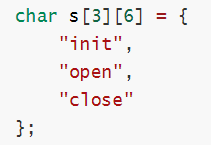 char s[3][6] = {
    "init",
    "open",
    "close"
};